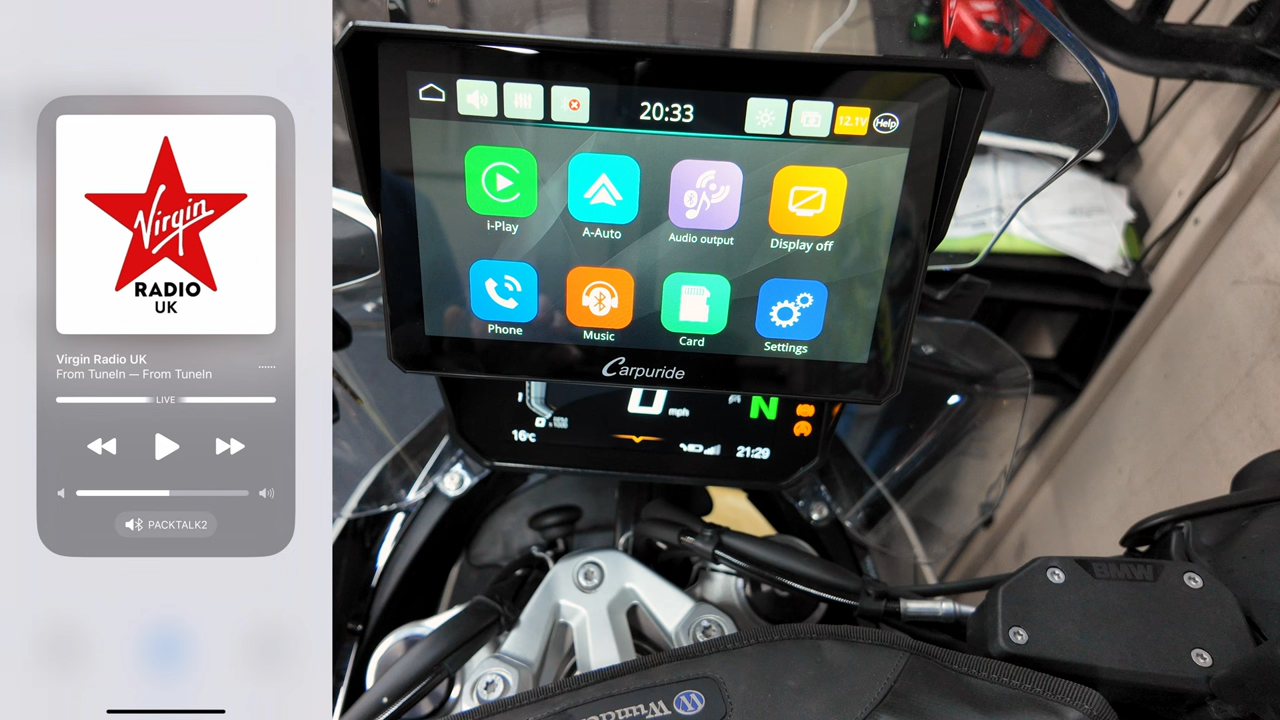 Virgin
RADIO
UK
Virgin Radio UK
From TuneIn — From TuneIn
LIVE
PACKTALK2
20:33
12.1V
Help
i-Play
A-Auto
Audio output
Display off
Phone
Music
Card
Settings
Carpuride
0 mph
N
16°C
21:29
BMW